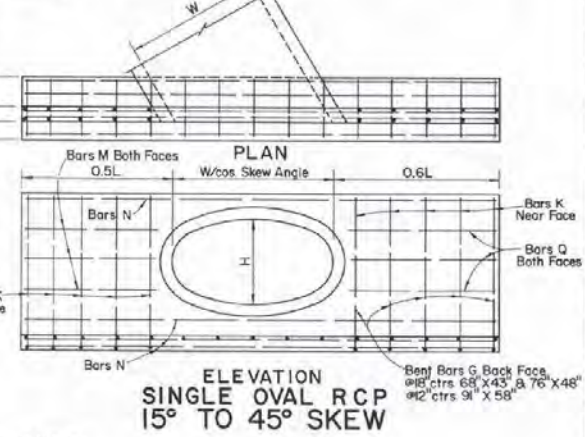 W
PLAN
Bars M Both Faces
0.5L
W/cos. Skew Angle
0.6L
Bars N
Bars K
Near Face
Bars Q
Both Faces
H
Bars N
Bent Bars G Back Face
@18"ctrs. 68"X43" & 76"X48"
@12"ctrs. 91" X 58"
ELEVATION
SINGLE OVAL RCP
15° TO 45° SKEW